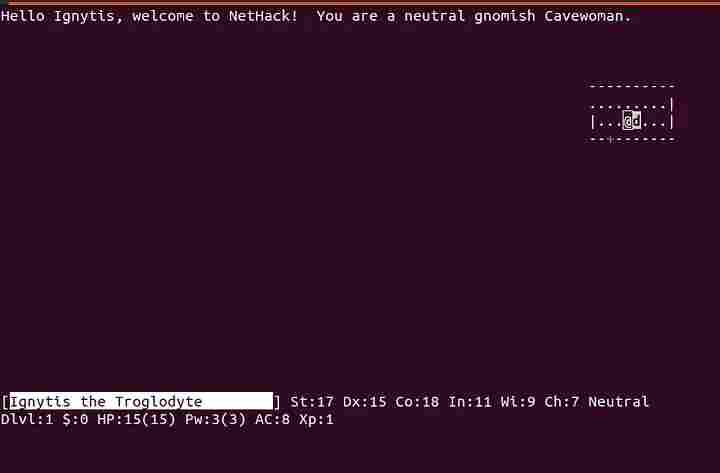 Hello Ignytis, welcome to NetHack!  You are a neutral gnomish Cavewoman.
----------
.........|
|...@d...|
--+-------
[Ignytis the Troglodyte          ] St:17 Dx:15 Co:18 In:11 Wi:9 Ch:7 Neutral
Dlvl:1 $:0 HP:15(15) Pw:3(3) AC:8 Xp:1